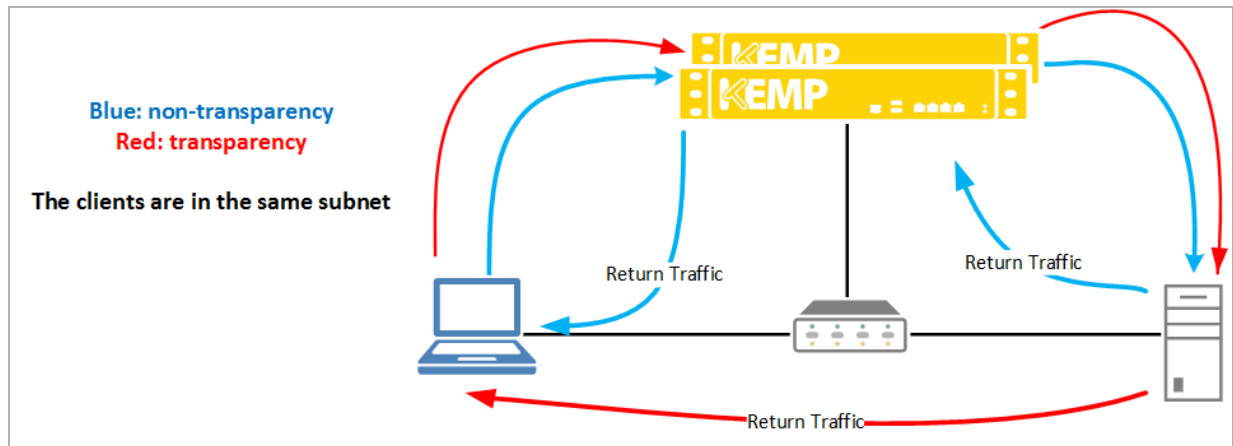 KEMP
KEMP
Blue: non-transparency
Red: transparency
The clients are in the same subnet
Return Traffic
Return Traffic
Return Traffic